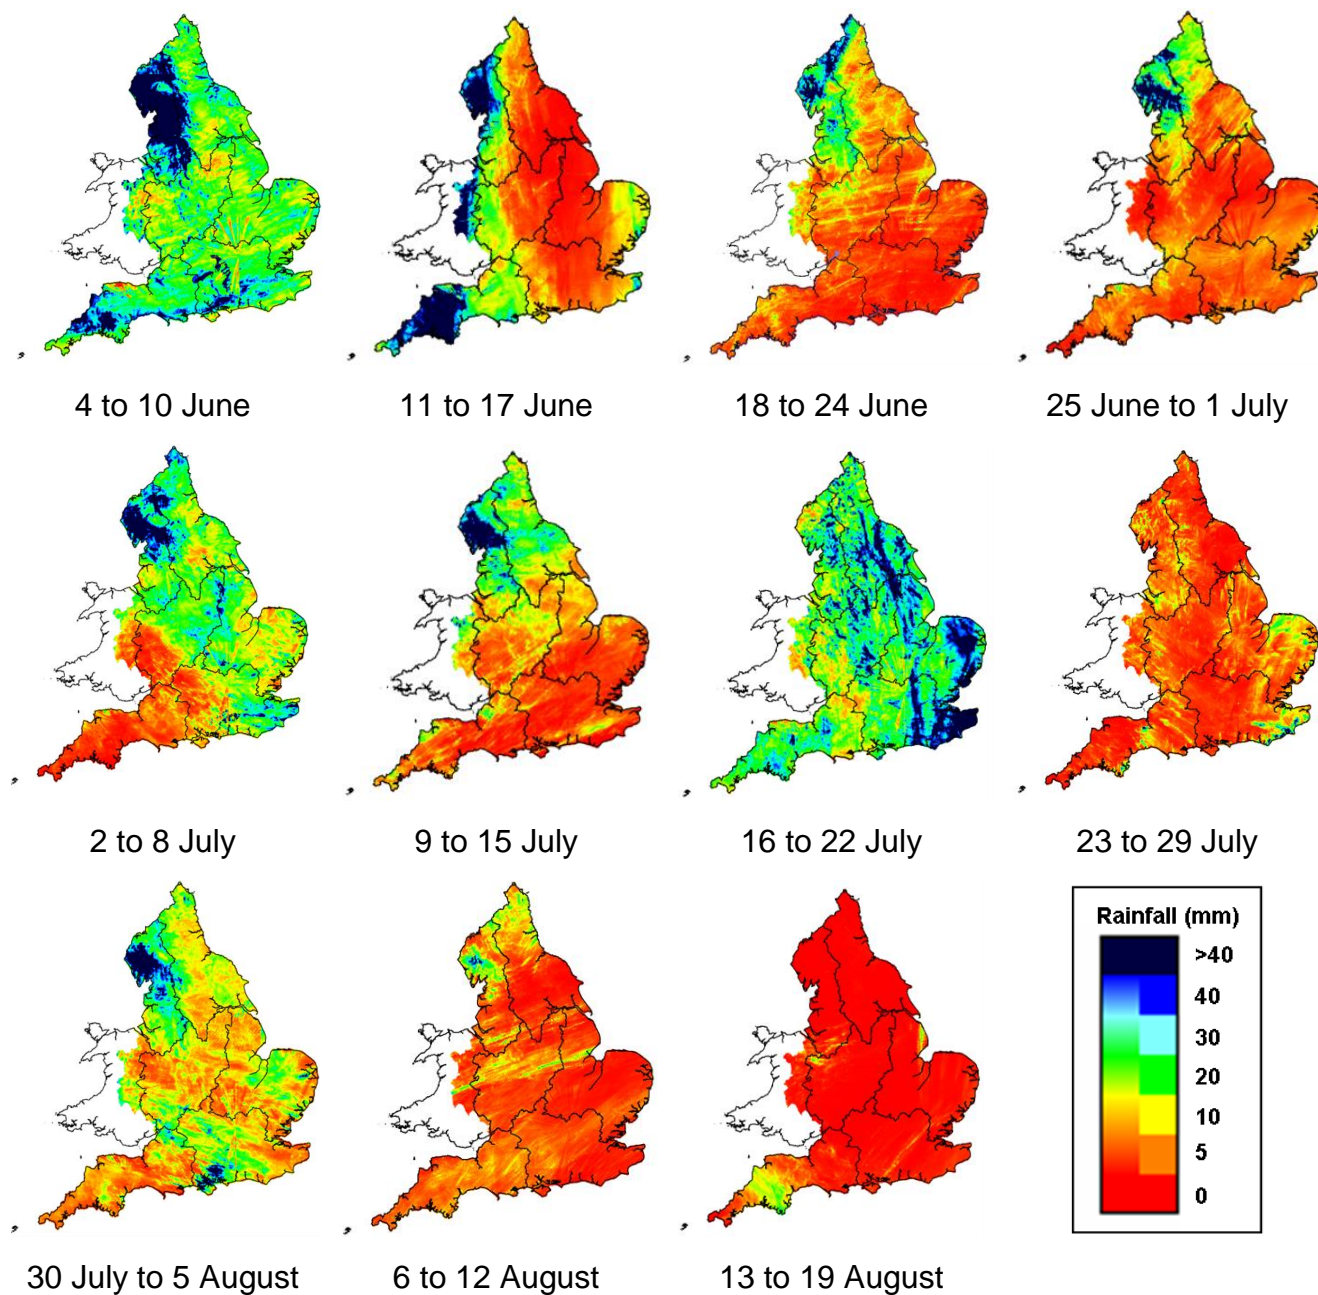 4 to 10 June
11 to 17 June
18 to 24 June
25 June to 1 July
2 to 8 July
9 to 15 July
16 to 22 July
23 to 29 July
30 July to 5 August
6 to 12 August
13 to 19 August
Rainfall (mm)
>40
40
30
20
10
5
0